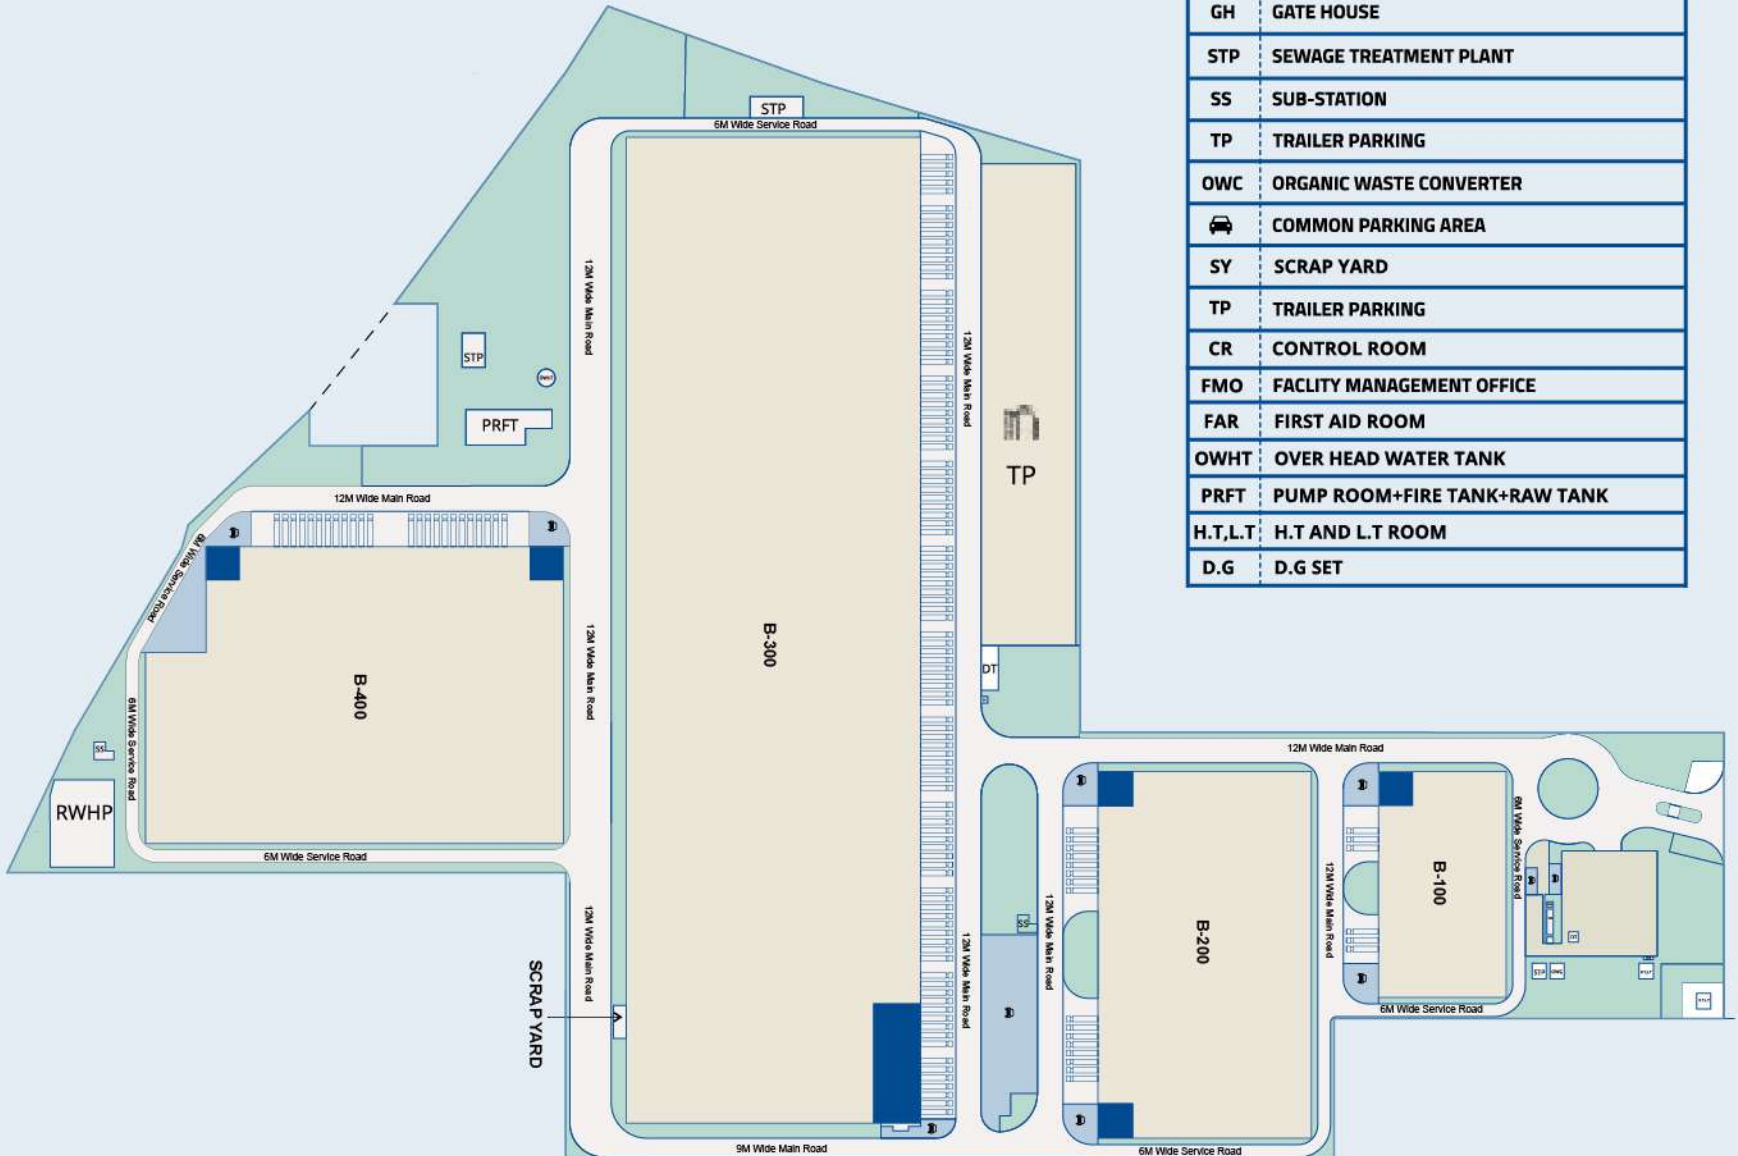 GH GATE HOUSE
STP SEWAGE TREATMENT PLANT
SS SUB-STATION
TP TRAILER PARKING
OWC ORGANIC WASTE CONVERTER
COMMON PARKING AREA
SY SCRAP YARD
TP TRAILER PARKING
CR CONTROL ROOM
FMO FACLITY MANAGEMENT OFFICE
FAR FIRST AID ROOM
OWHT OVER HEAD WATER TANK
PRFT PUMP ROOM+FIRE TANK+RAW TANK
H.T,L.T H.T AND L.T ROOM
D.G D.G SET
STP
6M Wide Service Road
12M Wide Main Road
12M Wide Main Road
STP
PRFT
TP
12M Wide Main Road
6M Wide Service Road
12M Wide Main Road
B-300
B-400
DT
6M Wide Service Road
SS
RWHP
6M Wide Service Road
12M Wide Main Road
12M Wide Main Road
6M Wide Service Road
B-100
12M Wide Main Road
12M Wide Main Road
12M Wide Main Road
12M Wide Main Road
SS
B-200
SCRAP YARD
STP
OWC
6M Wide Service Road
9M Wide Main Road
6M Wide Service Road